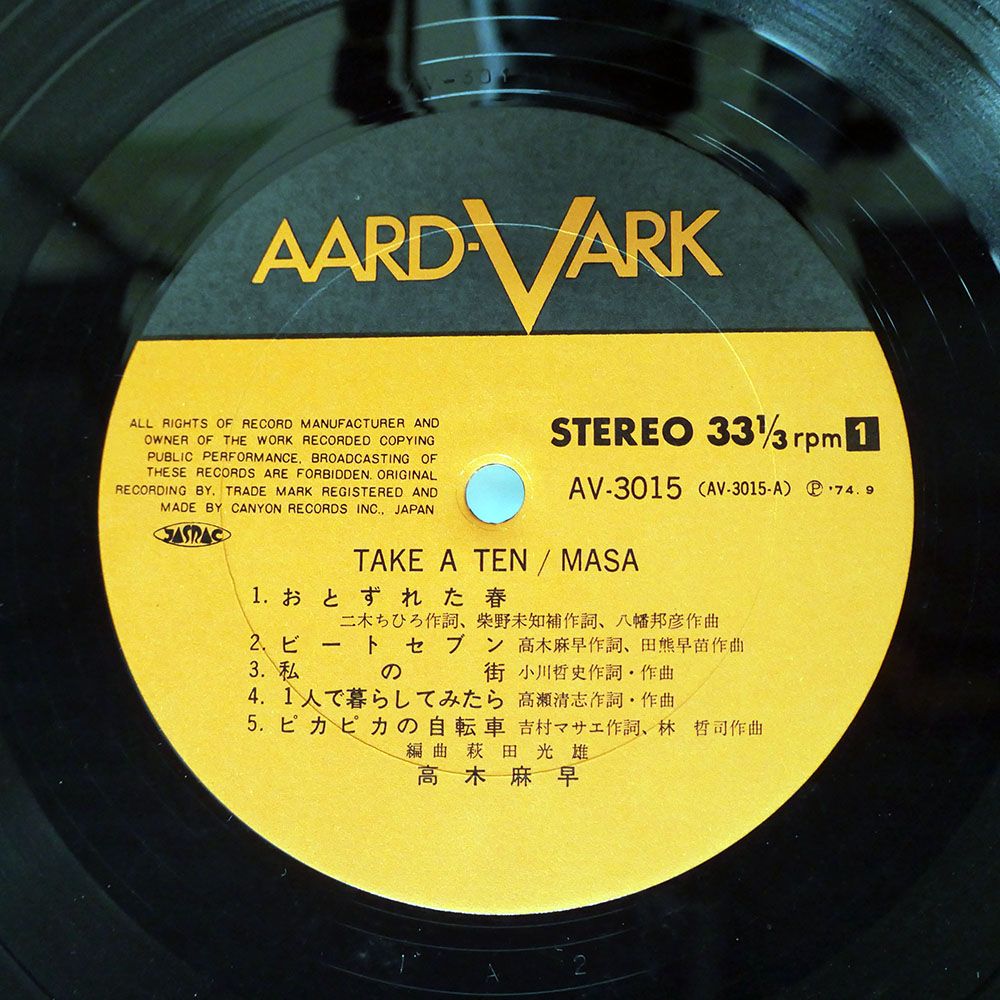 AARD-VARK
ALL RIGHTS OF RECORD MANUFACTURER AND
OWNER OF THE WORK RECORDED COPYING
PUBLIC PERFORMANCE, BROADCASTING OF
THESE RECORDS ARE FORBIDDEN. ORIGINAL
RECORDING BY, TRADE MARK REGISTERED AND
MADE BY CANYON RECORDS INC., JAPAN
JASRAC
STEREO 33⅓ rpm 1
AV-3015 (AV-3015-A) Ⓟ '74. 9
TAKE A TEN / MASA
1. おとずれた春
二木ちひろ作詞、柴野未知補作詞、八幡邦彦作曲
2. ビートセブン 高木麻早作詞、田熊早苗作曲
3. 私の街 小川哲史作詞・作曲
4. 1人で暮らしてみたら 高瀬清志作詞・作曲
5. ピカピカの自転車 吉村マサエ作詞、林 哲司作曲
編曲 萩田光雄
高木麻早
1 A 2